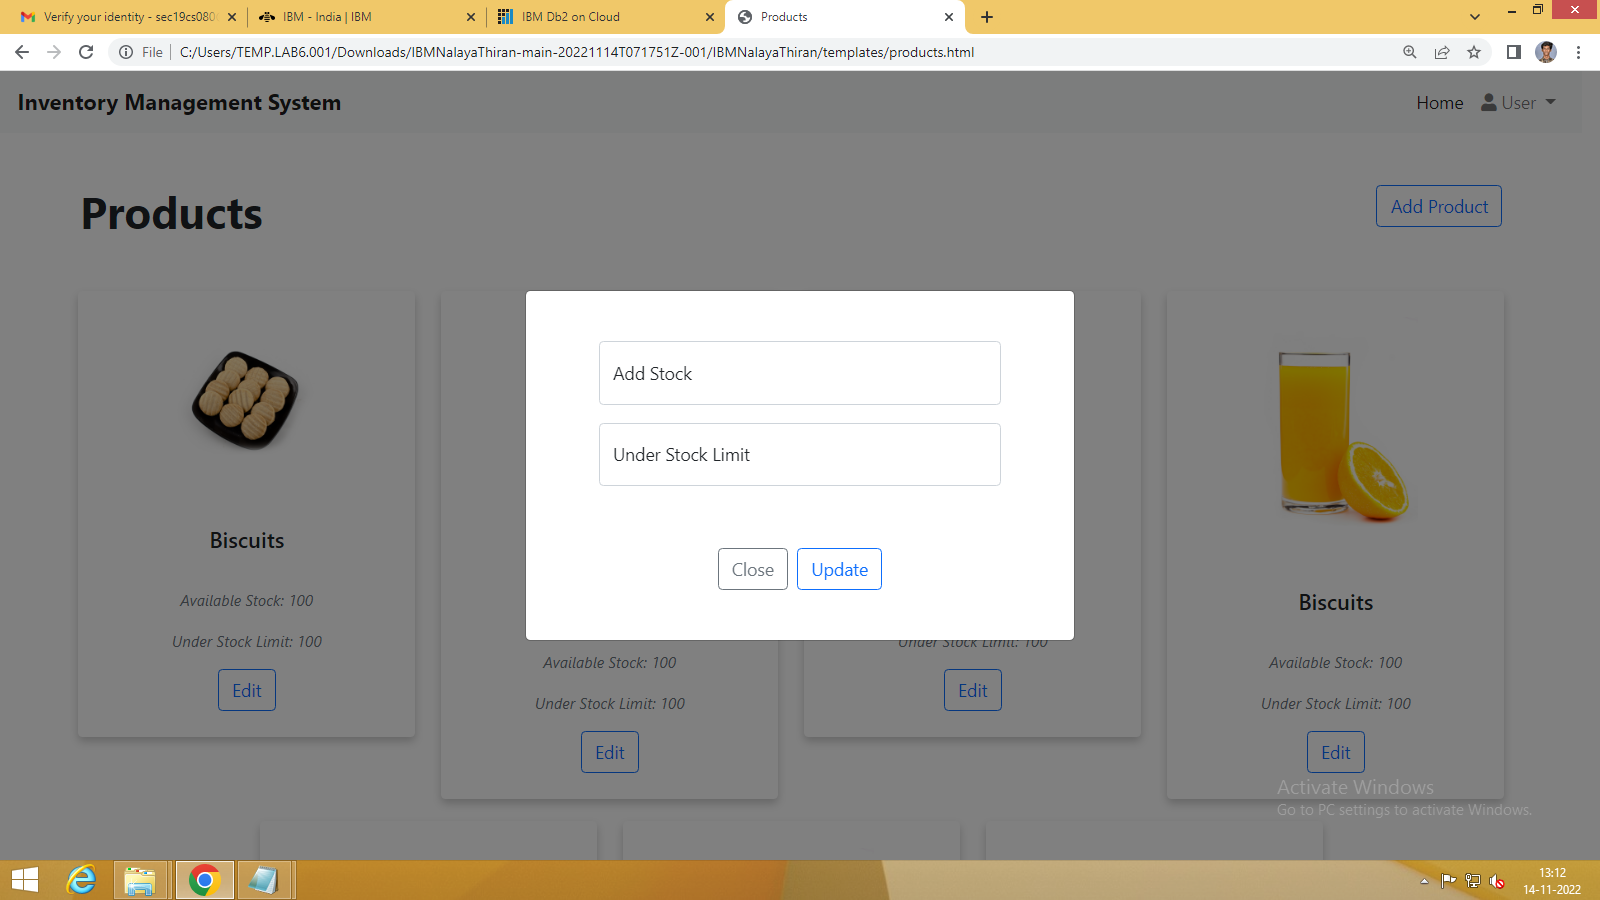 Verify your identity - sec19cs080
IBM - India | IBM
IBM Db2 on Cloud
Products
File
C:/Users/TEMP.LAB6.001/Downloads/IBMNalayaThiran-main-20221114T071751Z-001/IBMNalayaThiran/templates/products.html
Inventory Management System
Home
User
Products
Add Product
Add Stock
Under Stock Limit
Close
Update
Biscuits
Available Stock: 100
Under Stock Limit: 100
Edit
Available Stock: 100
Under Stock Limit: 100
Edit
Under Stock Limit: 100
Edit
Biscuits
Available Stock: 100
Under Stock Limit: 100
Edit
Activate Windows
Go to PC settings to activate Windows.
13:12
14-11-2022